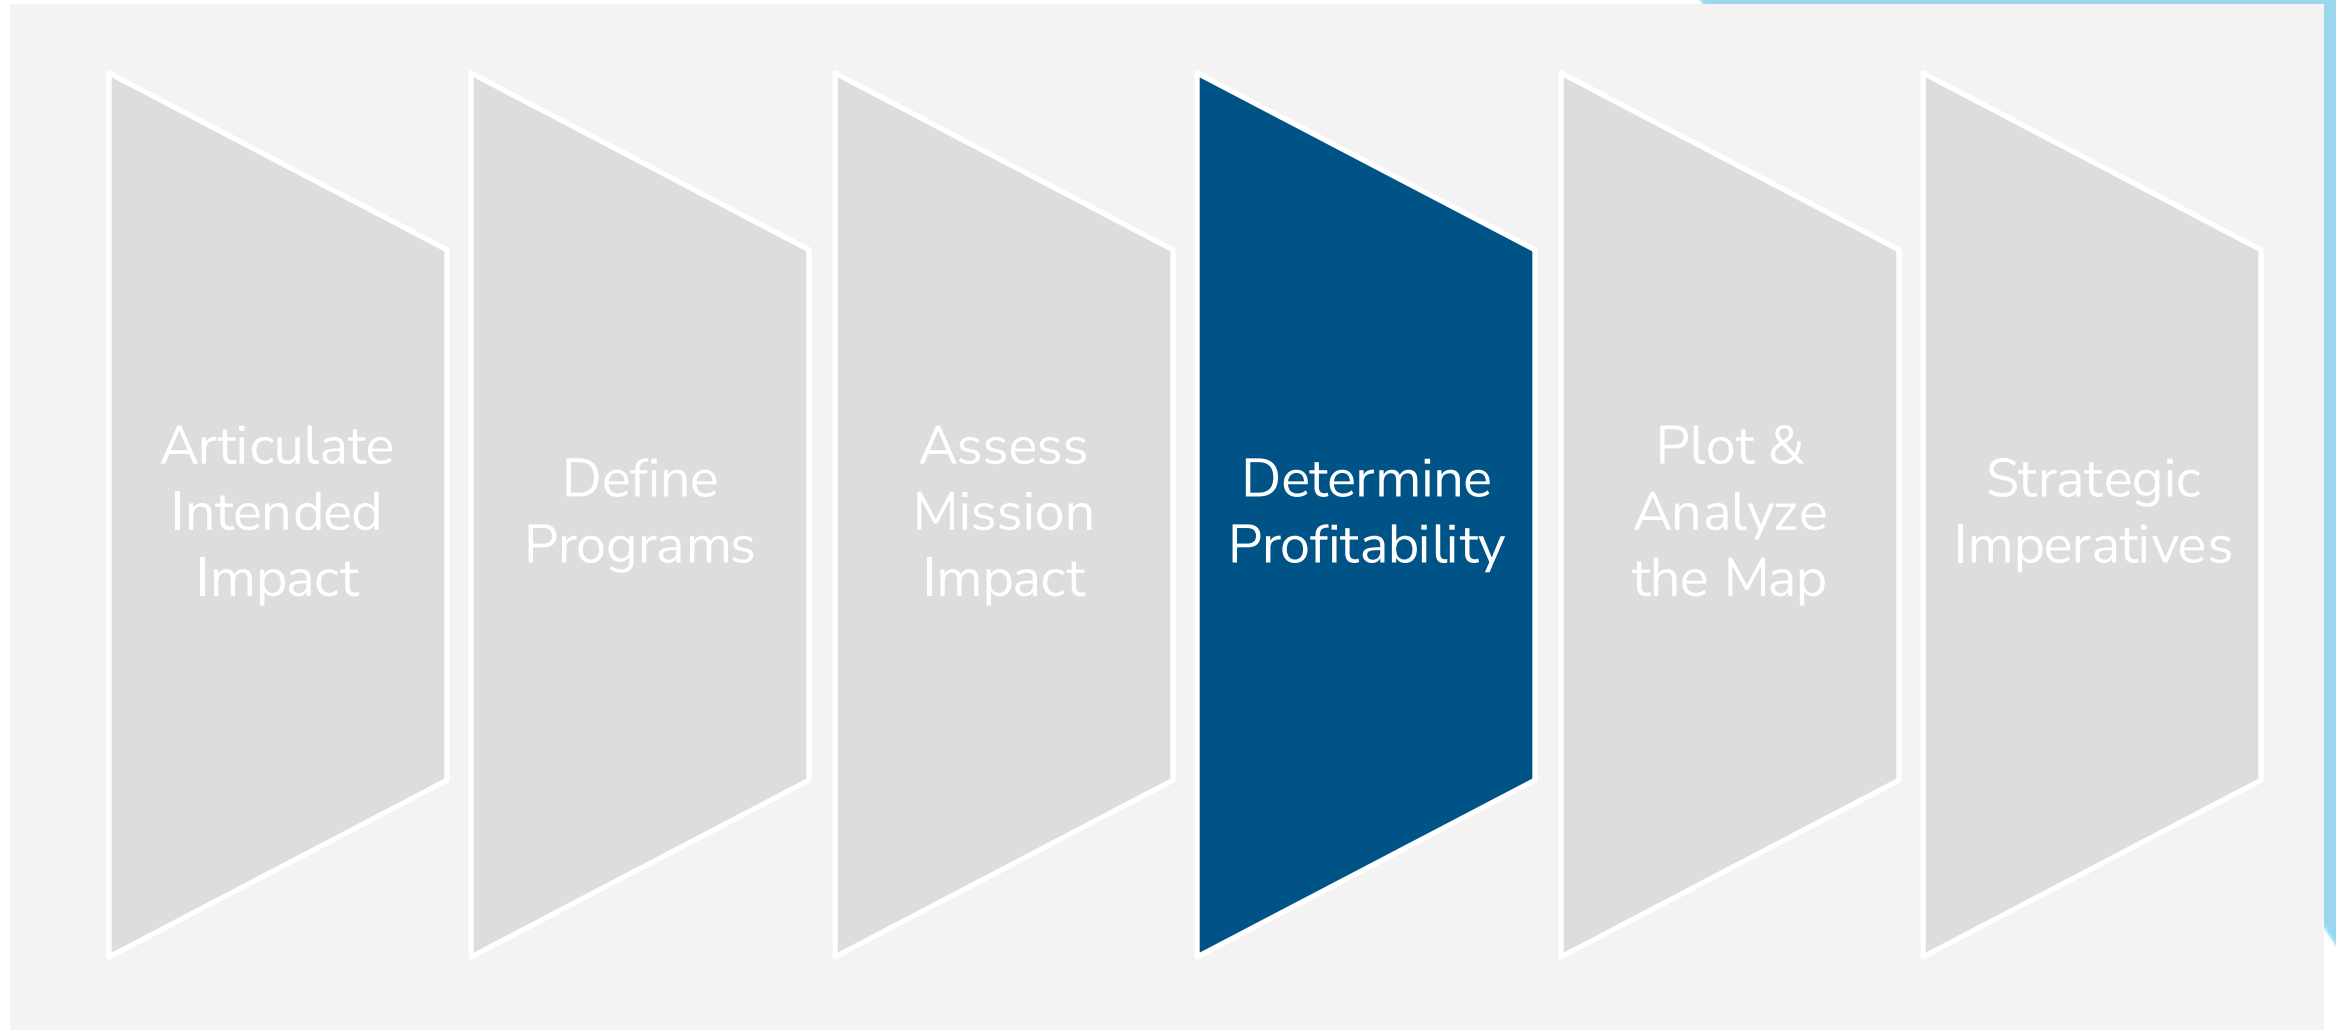 Articulate
Intended
Impact
Define
Programs
Assess
Mission
Impact
Determine
Profitability
Plot &
Analyze
the Map
Strategic
Imperatives